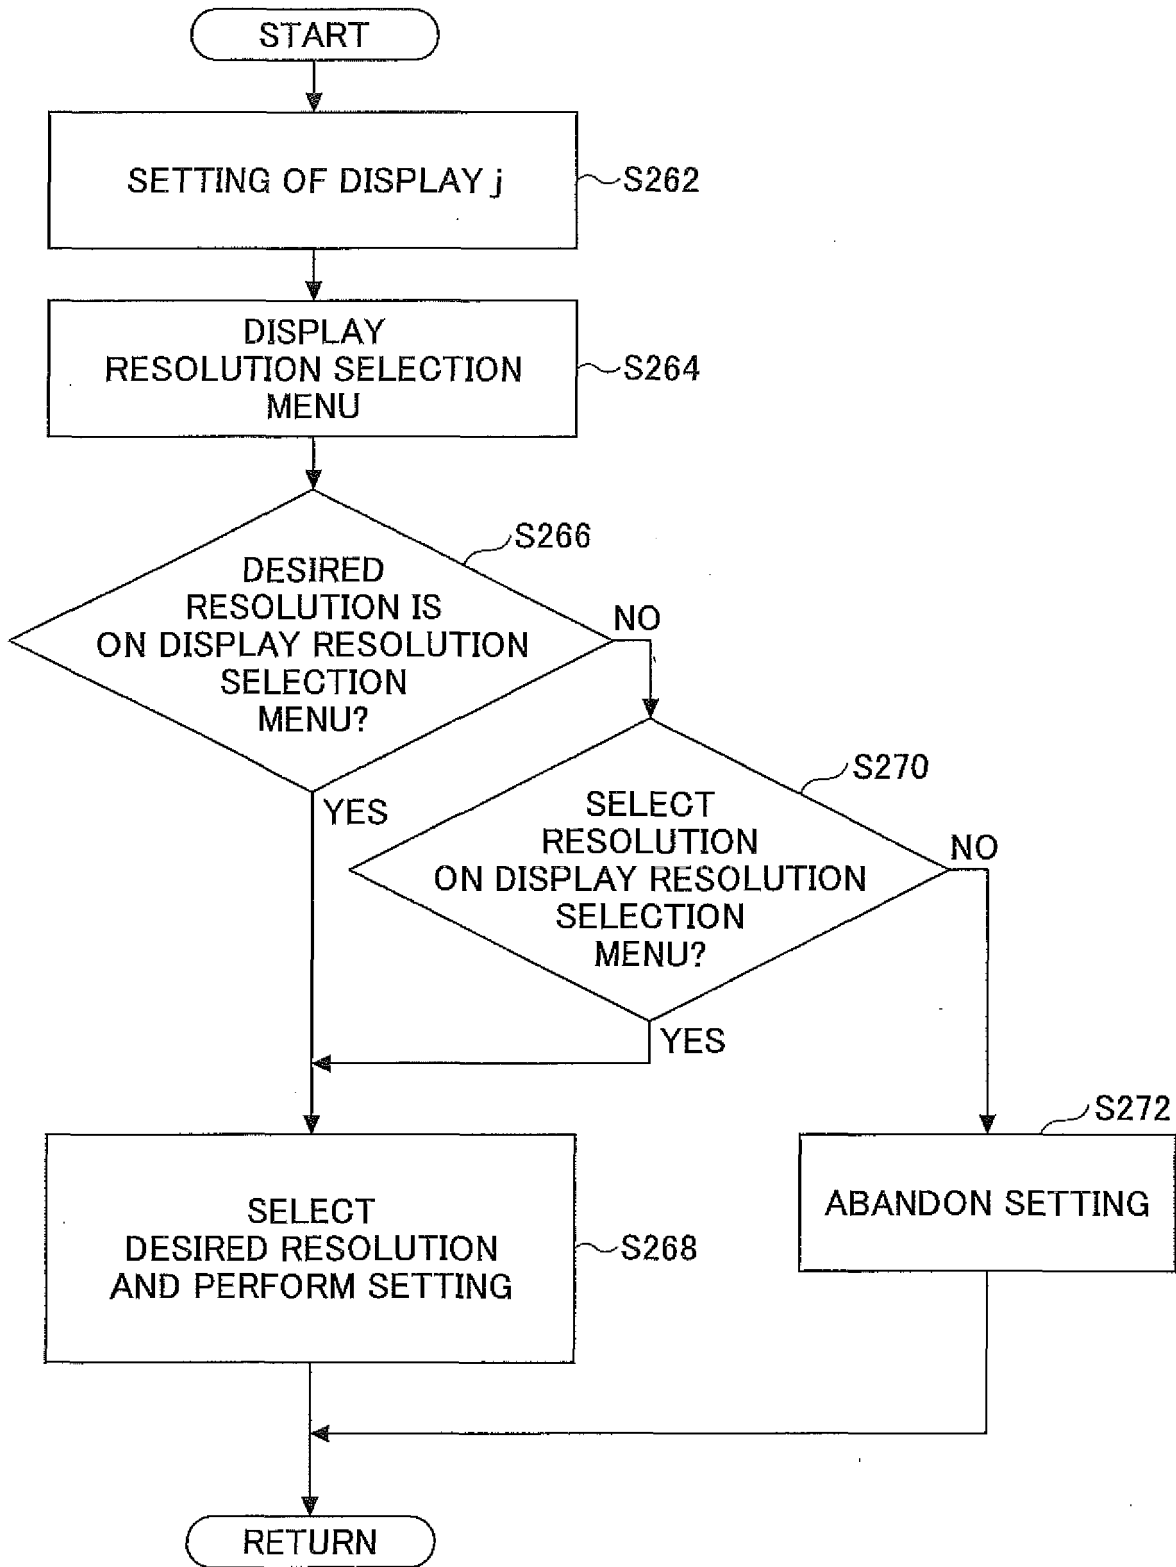 START
SETTING OF DISPLAY j
S262
DISPLAY
RESOLUTION SELECTION
MENU
S264
S266
DESIRED
RESOLUTION IS
ON DISPLAY RESOLUTION
SELECTION
MENU?
NO
YES
S270
SELECT
RESOLUTION
ON DISPLAY RESOLUTION
SELECTION
MENU?
NO
YES
S272
ABANDON SETTING
SELECT
DESIRED RESOLUTION
AND PERFORM SETTING
S268
RETURN